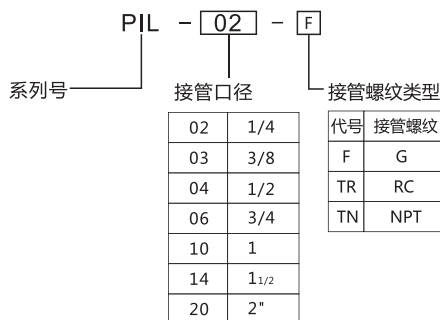 PIL - 02 - F
系列号 接管口径 接管螺纹类型
02 1/4
03 3/8
04 1/2
06 3/4
10 1
14 1 1/2
20 2"
代号 接管螺纹
F G
TR RC
TN NPT